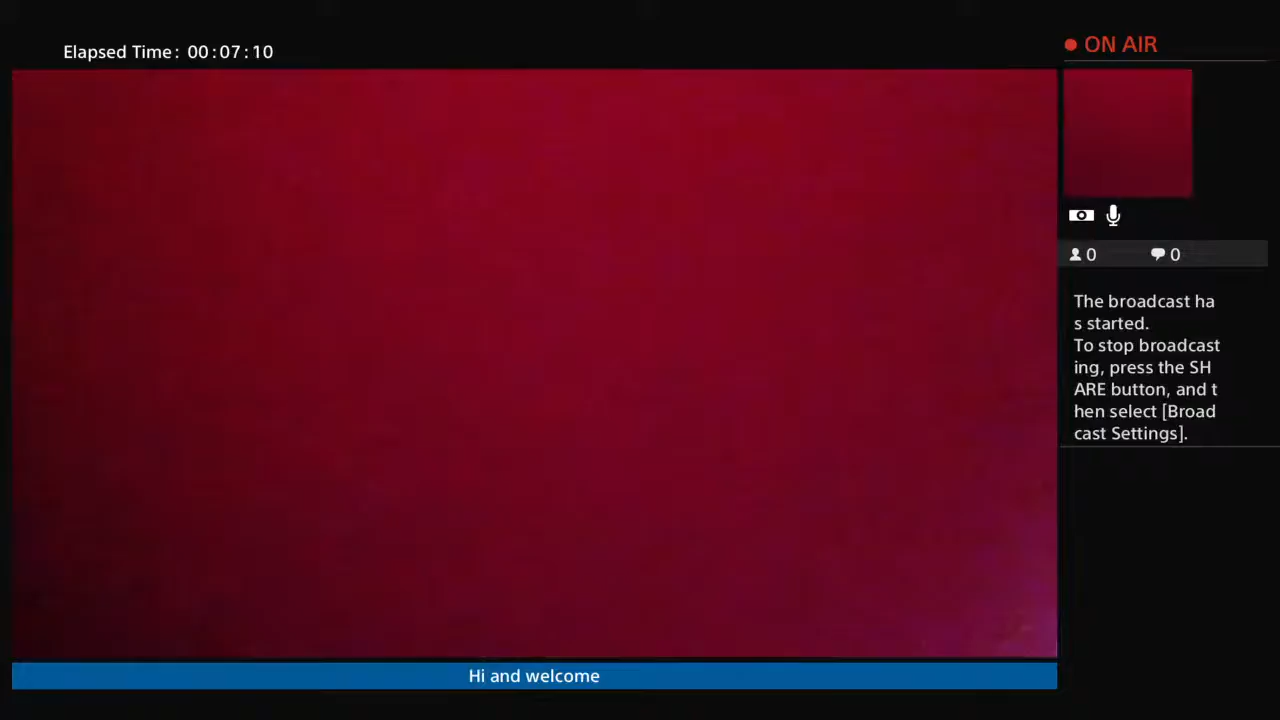 Elapsed Time: 00:07:10
ON AIR
0 0
The broadcast ha
s started.
To stop broadcast
ing, press the SH
ARE button, and t
hen select [Broad
cast Settings].
Hi and welcome